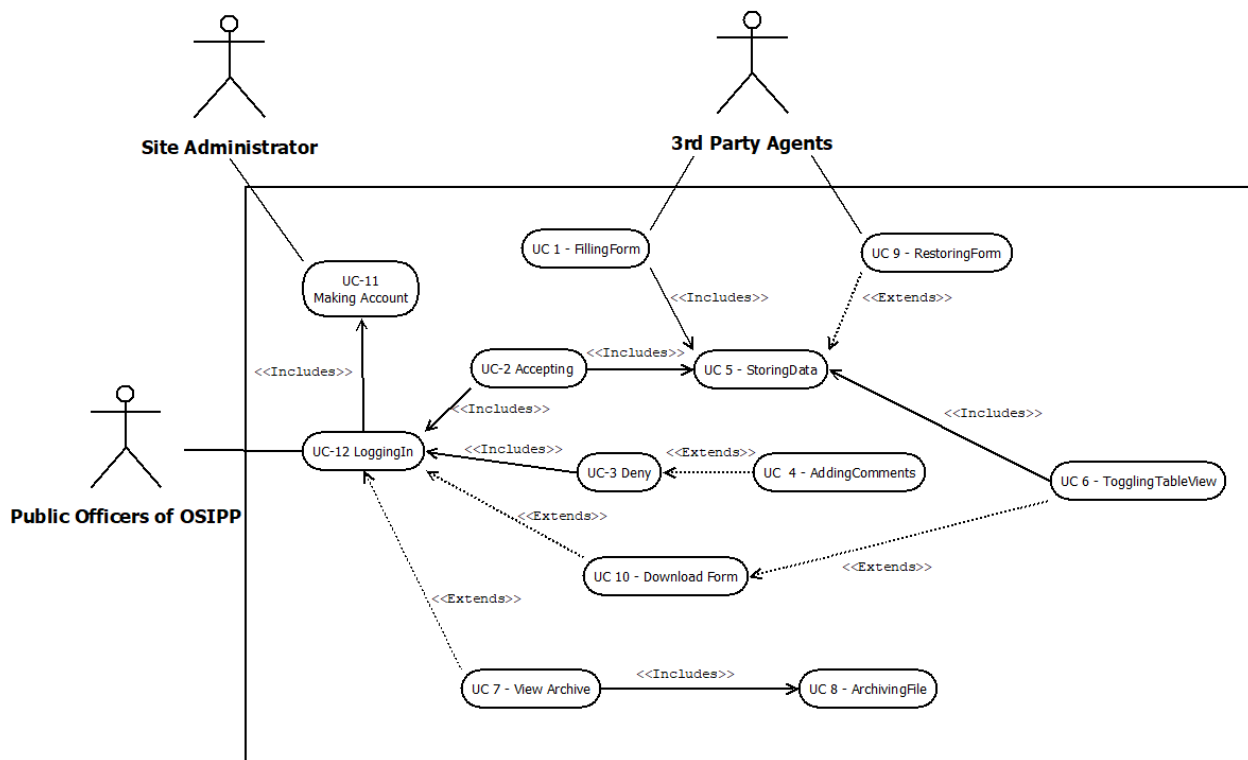 Site Administrator
3rd Party Agents
UC 1 - FillingForm
UC 9 - RestoringForm
UC-11
Making Account
<<Includes>>
<<Extends>>
<<Includes>>
<<Includes>>
UC-2 Accepting
UC 5 - StoringData
<<Includes>>
<<Includes>>
UC-12 LoggingIn
<<Includes>>
<<Extends>>
UC-3 Deny
UC  4 - AddingComments
UC 6 - TogglingTableView
Public Officers of OSIPP
<<Extends>>
UC 10 - Download Form
<<Extends>>
<<Extends>>
<<Includes>>
UC 7 - View Archive
UC 8 - ArchivingFile